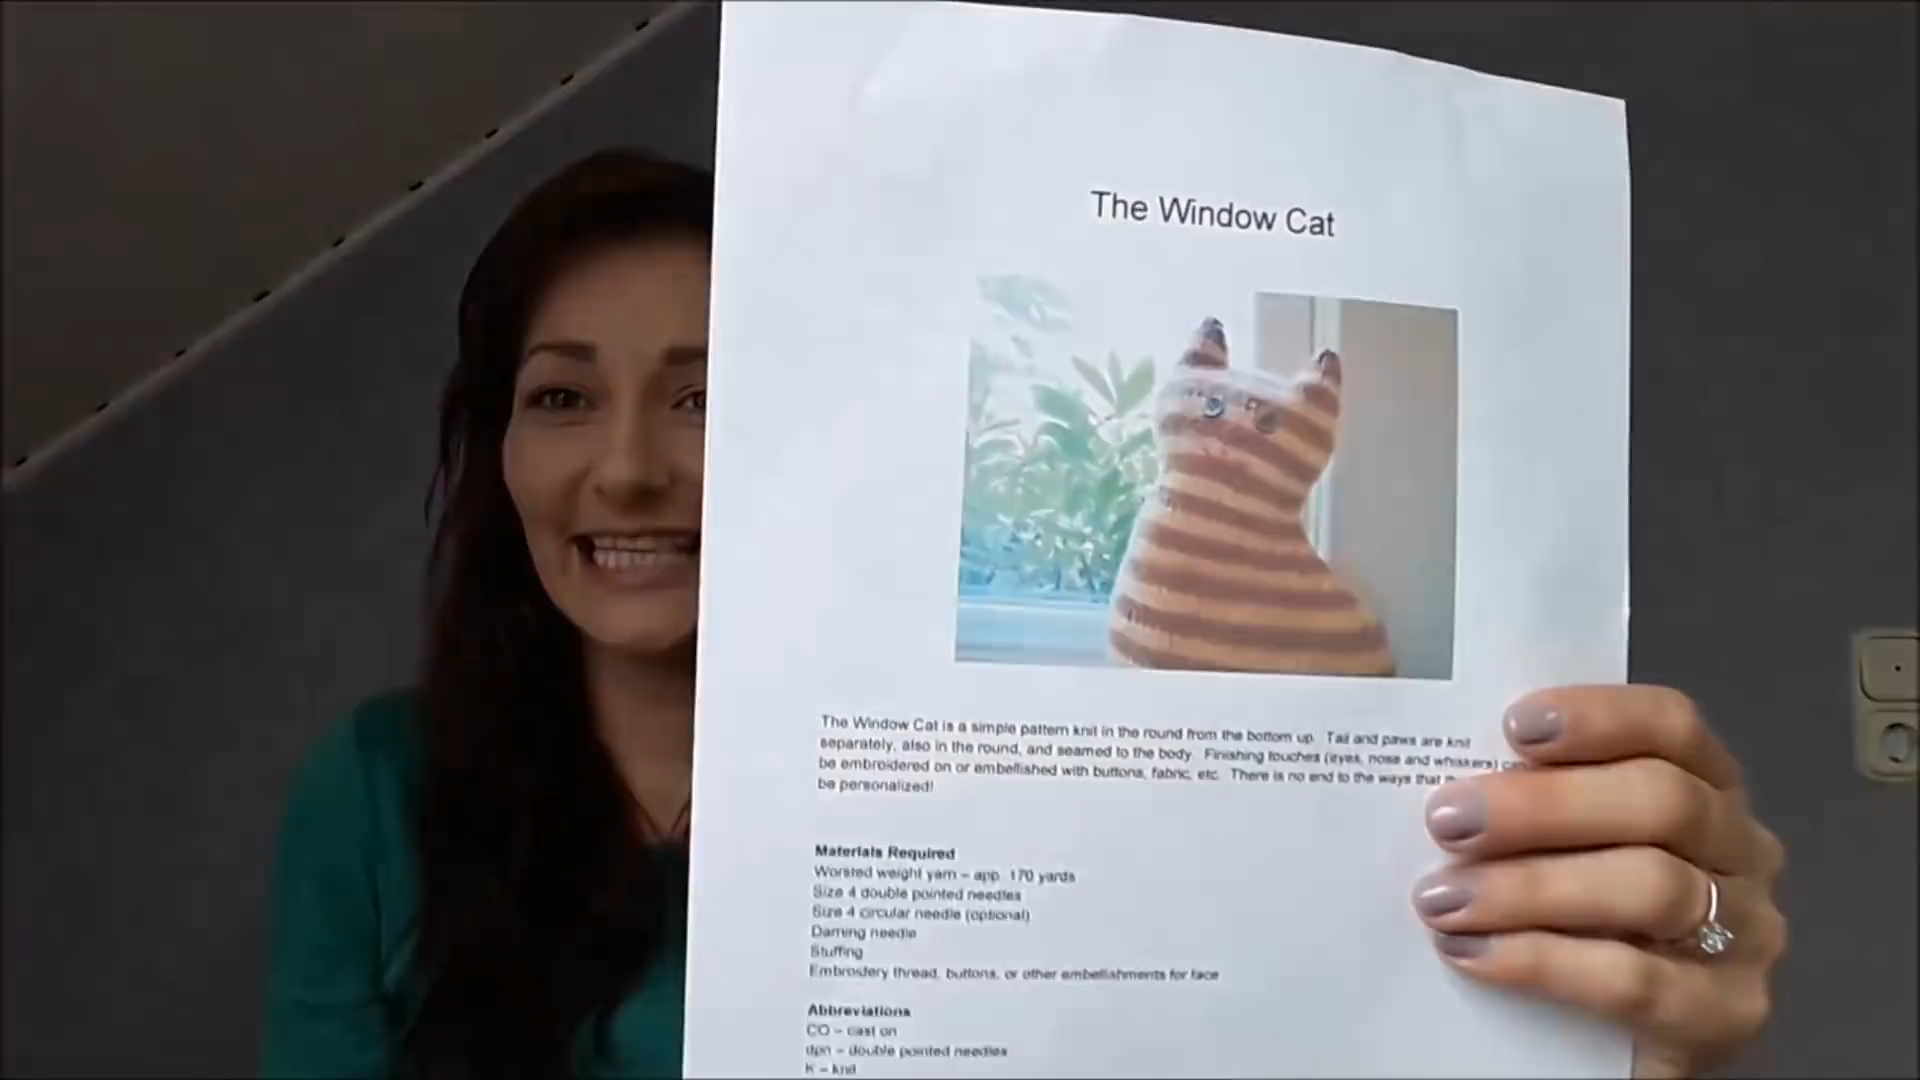 The Window Cat
The Window Cat is a simple pattern knit in the round from the bottom up. Tail and paws are knit
separately, also in the round, and seamed to the body. Finishing touches (eyes, nose and whiskers) can
be embroidered on or embellished with buttons, fabric, etc. There is no end to the ways that
be personalized!
Materials Required
Worsted weight yarn – app. 170 yards
Size 4 double pointed needles
Size 4 circular needle (optional)
Darning needle
Stuffing
Embroidery thread, buttons, or other embellishments for face
Abbreviations
CO – cast on
dpn – double pointed needles
K – knit